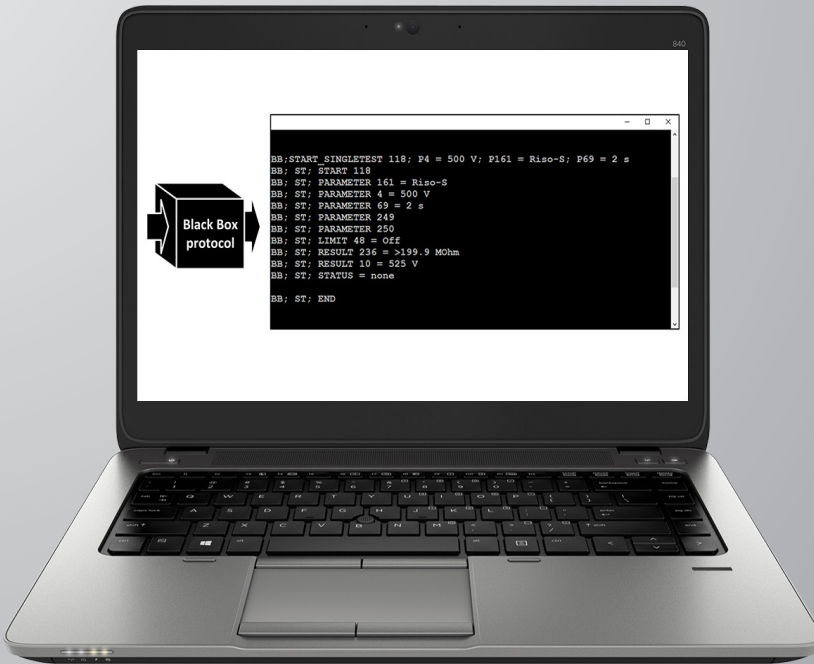 840
Black Box
protocol
BB;START_SINGLETEST 118; P4 = 500 V; P161 = Riso-S; P69 = 2 s
BB; ST; START 118
BB; ST; PARAMETER 161 = Riso-S
BB; ST; PARAMETER 4 = 500 V
BB; ST; PARAMETER 69 = 2 s
BB; ST; PARAMETER 249
BB; ST; PARAMETER 250
BB; ST; LIMIT 48 = Off
BB; ST; RESULT 236 = >199.9 MOhm
BB; ST; RESULT 10 = 525 V
BB; ST; STATUS = none
BB; ST; END
Q W E R T Y U I O P
A S D F G H J K L
Z X C V B N M